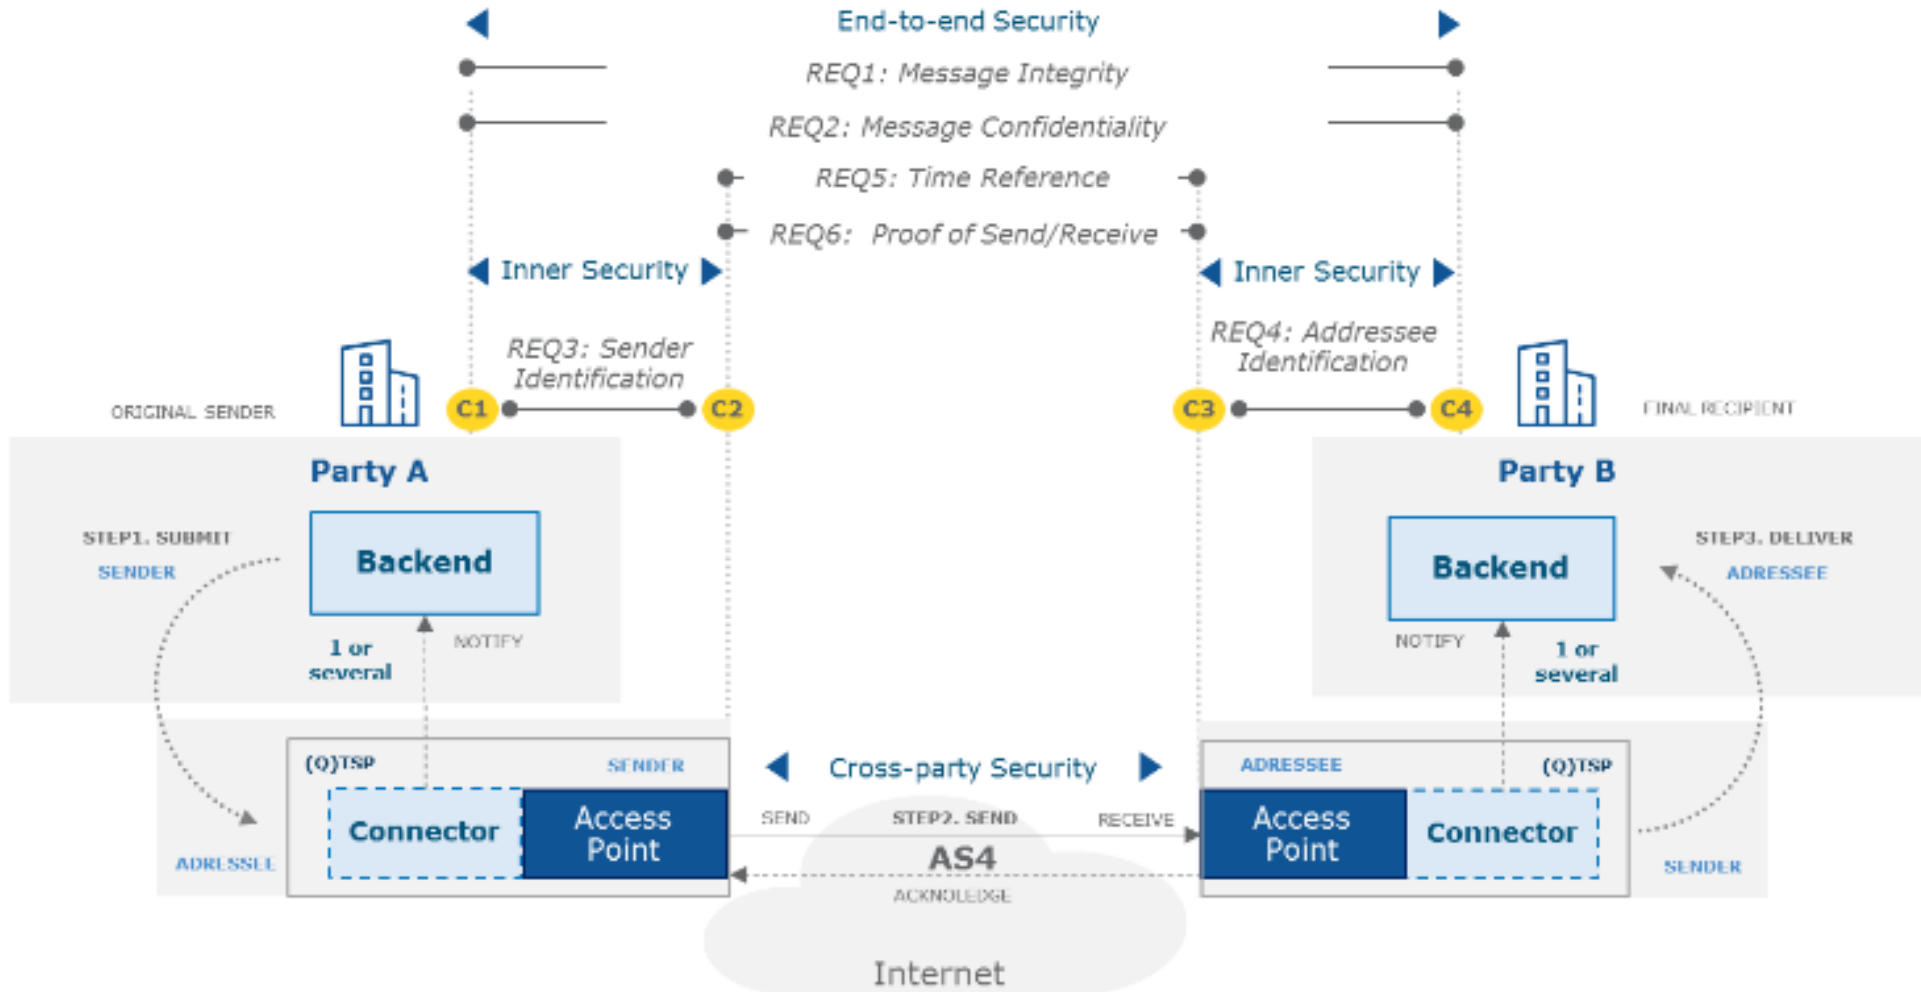 End-to-end Security
REQ1: Message Integrity
REQ2: Message Confidentiality
REQ5: Time Reference
REQ6: Proof of Send/Receive
Inner Security
Inner Security
REQ3: Sender
Identification
REQ4: Addressee
Identification
C1
C2
C3
C4
ORIGINAL SENDER
FINAL RECIPIENT
Party A
Party B
STEP1. SUBMIT
SENDER
Backend
Backend
STEP3. DELIVER
ADRESSEE
1 or
several
NOTIFY
NOTIFY
1 or
several
(Q)TSP
SENDER
Cross-party Security
ADRESSEE
(Q)TSP
Connector
Access
Point
SEND
STEP2. SEND
RECEIVE
AS4
ACKNOLEDGE
Access
Point
Connector
ADRESSEE
SENDER
Internet